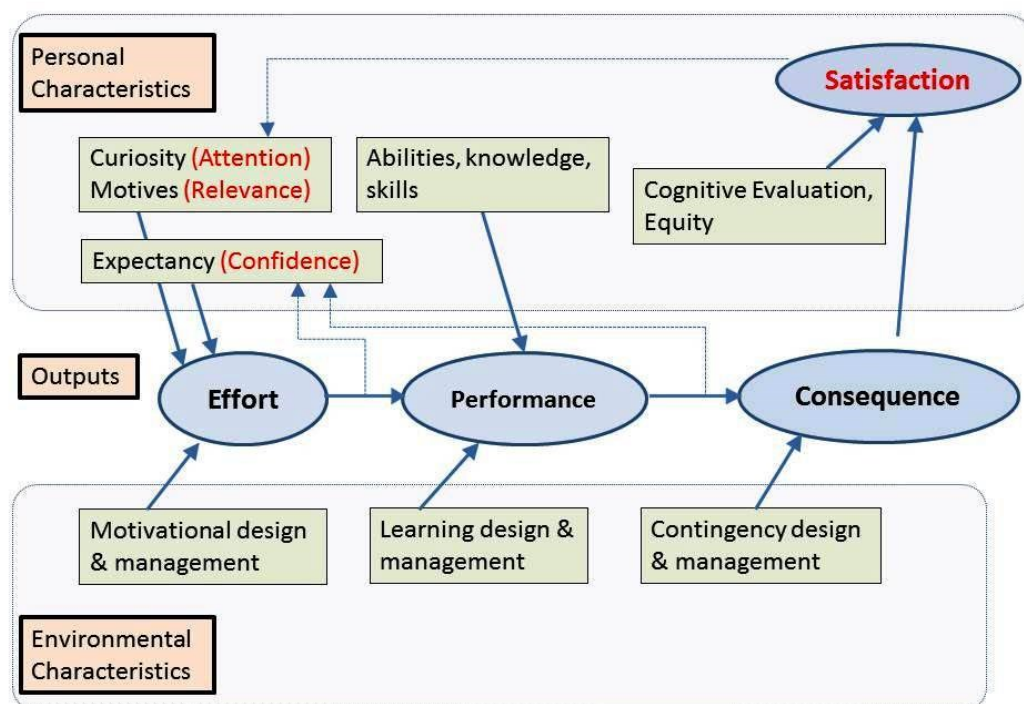 Personal
Characteristics
Satisfaction
Curiosity (Attention)
Motives (Relevance)
Abilities, knowledge,
skills
Cognitive Evaluation,
Equity
Expectancy (Confidence)
Outputs
Effort
Performance
Consequence
Motivational design
& management
Learning design &
management
Contingency design
& management
Environmental
Characteristics